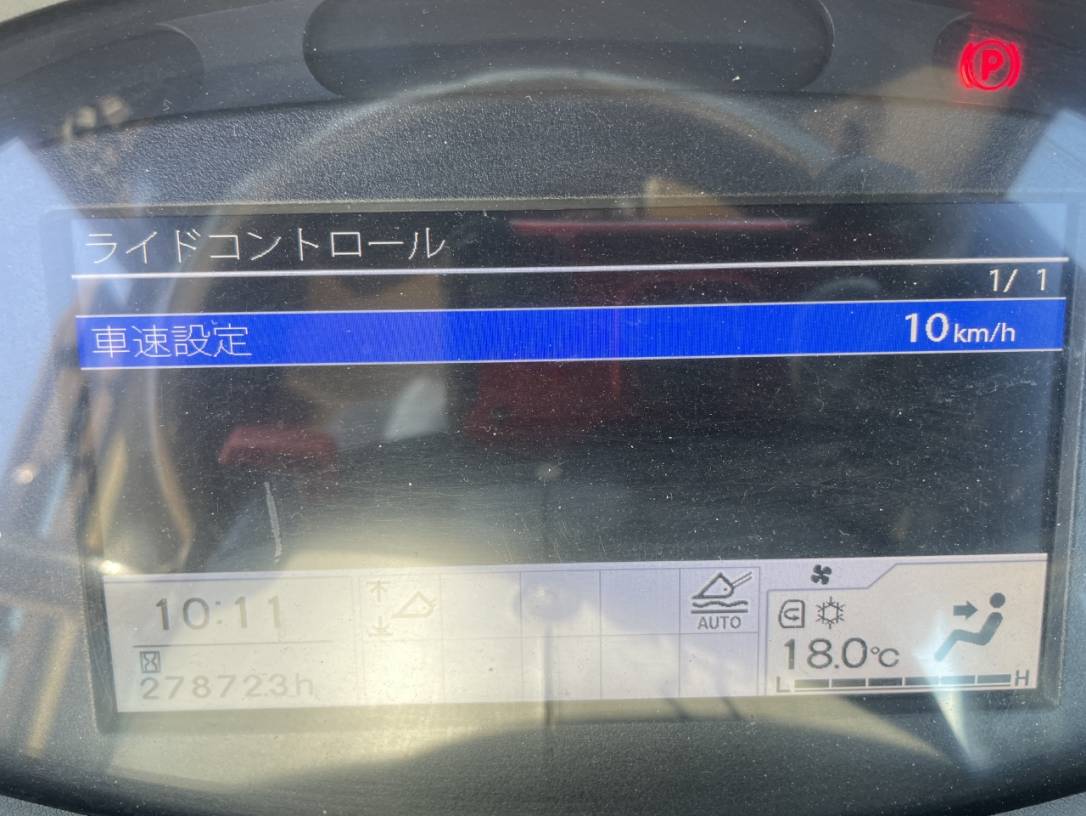 P
ライドコントロール
1/ 1
車速設定 10km/h
10:11
AUTO
18.0℃
278723h
L H